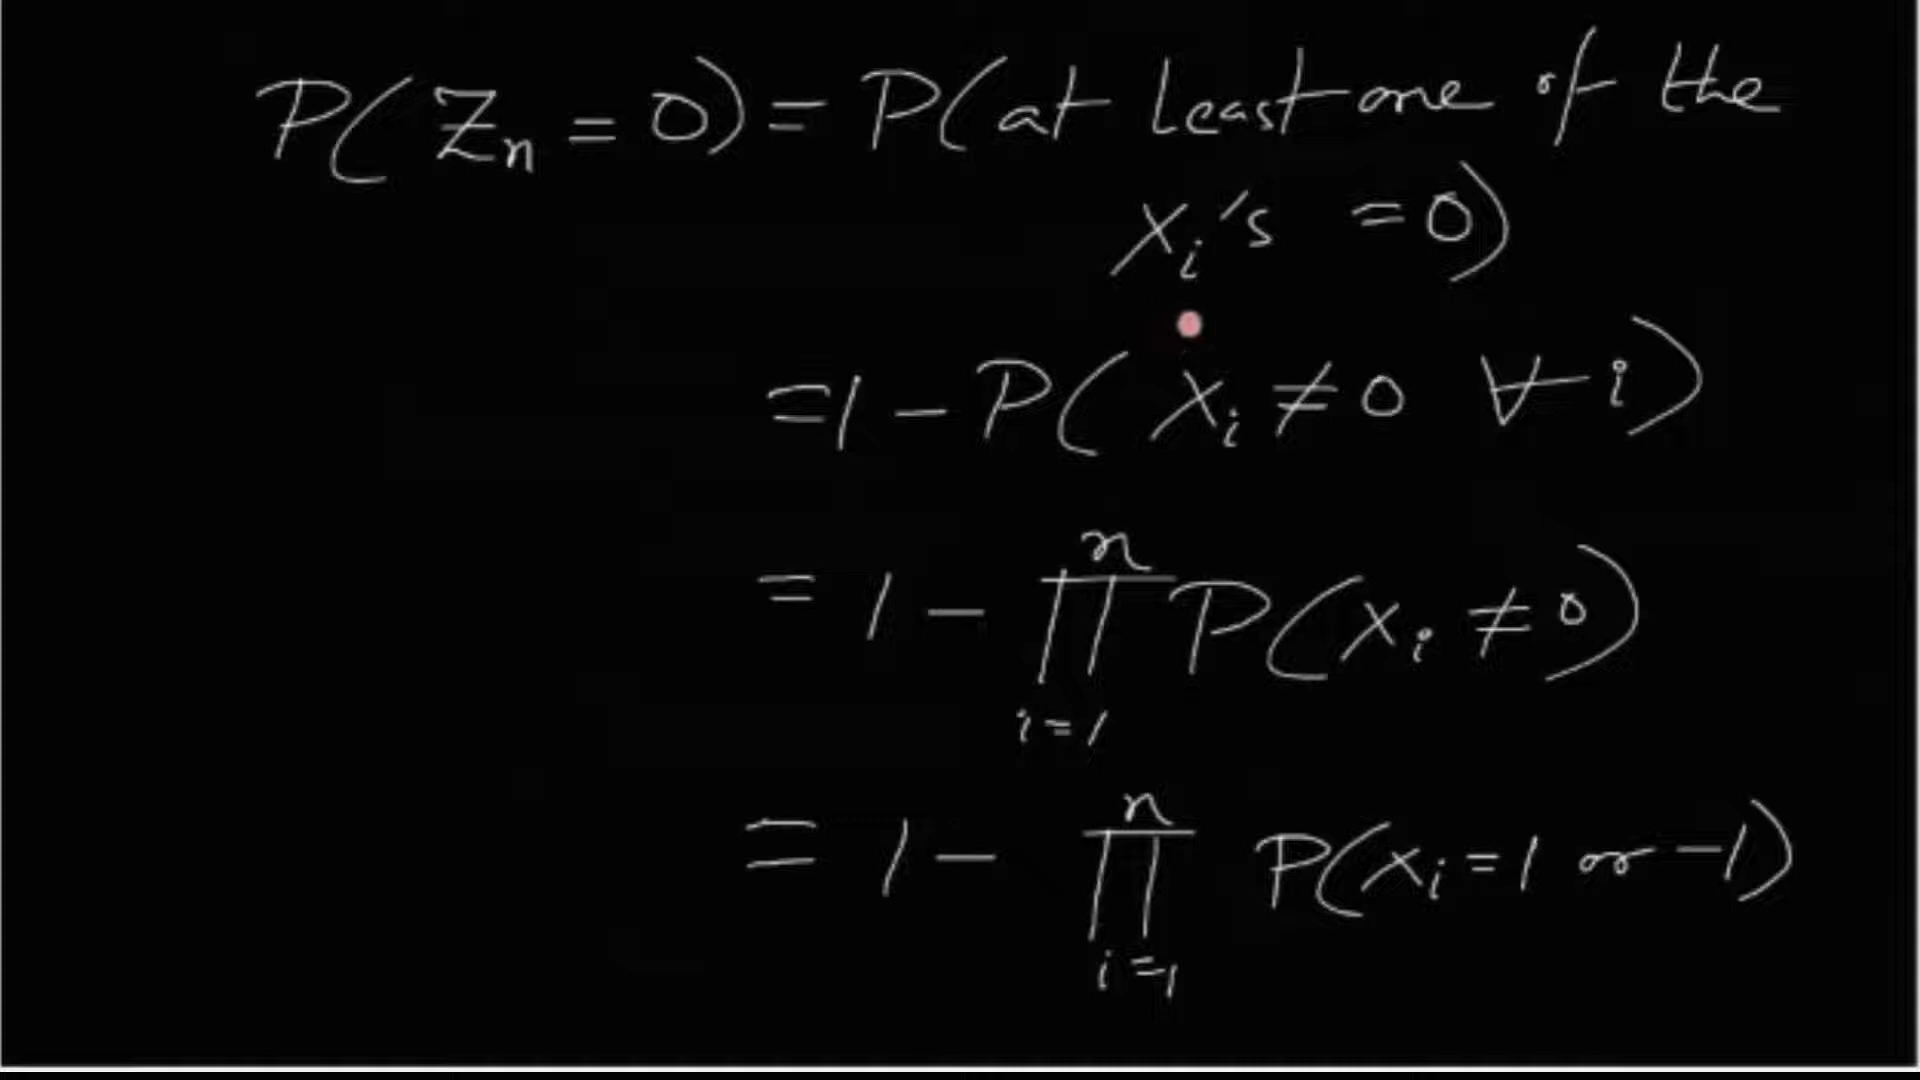 P(Zn = 0) = P(at least one of the
Xi's = 0)
= 1 - P(Xi ≠ 0 ∀ i)
= 1 - ∏_{i=1}^{n} P(Xi ≠ 0)
= 1 - ∏_{i=1}^{n} P(Xi = 1 or -1)